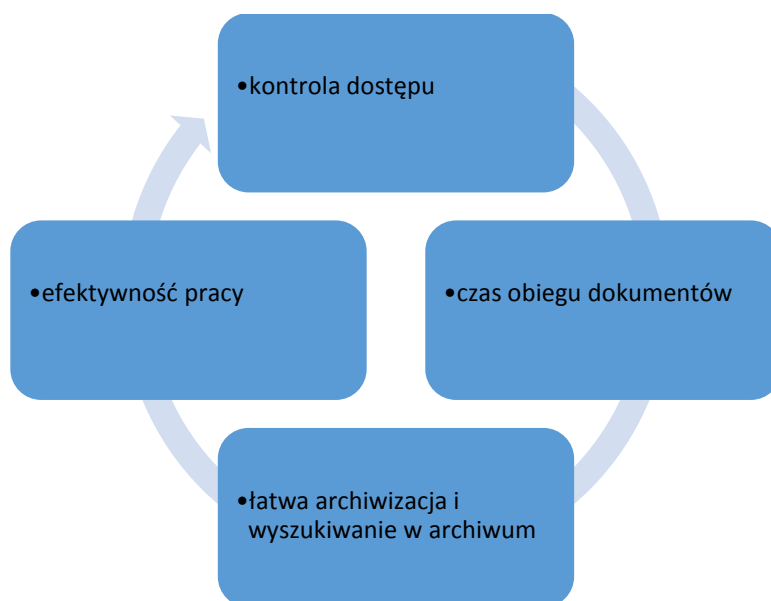 •kontrola dostępu
•efektywność pracy
•czas obiegu dokumentów
•łatwa archiwizacja i
wyszukiwanie w archiwum